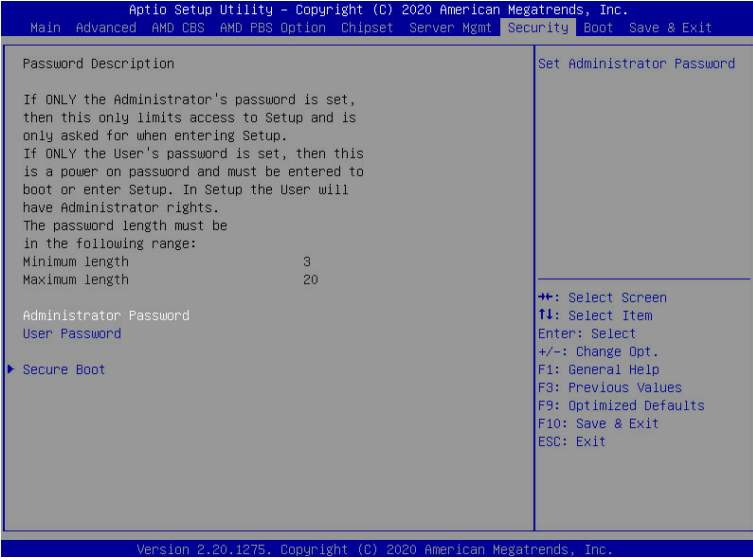 Aptio Setup Utility – Copyright (C) 2020 American Megatrends, Inc.
Main Advanced AMD CBS AMD PBS Option Chipset Server Mgmt Security Boot Save & Exit
Password Description
If ONLY the Administrator's password is set,
then this only limits access to Setup and is
only asked for when entering Setup.
If ONLY the User's password is set, then this
is a power on password and must be entered to
boot or enter Setup. In Setup the User will
have Administrator rights.
The password length must be
in the following range:
Minimum length 3
Maximum length 20
Administrator Password
User Password
Secure Boot
Set Administrator Password
→←: Select Screen
↑↓: Select Item
Enter: Select
+/-: Change Opt.
F1: General Help
F3: Previous Values
F9: Optimized Defaults
F10: Save & Exit
ESC: Exit
Version 2.20.1275. Copyright (C) 2020 American Megatrends, Inc.